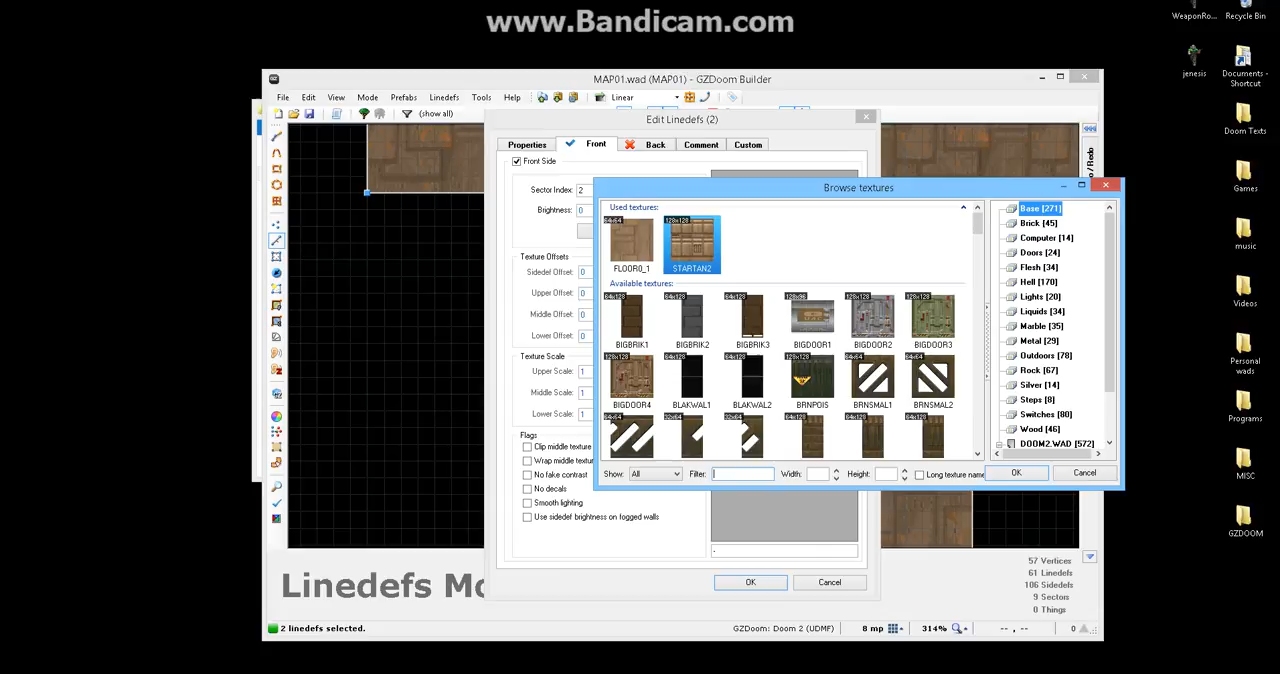 www.Bandicam.com
WeaponRo...
Recycle Bin
jenesis
Documents - Shortcut
Doom Texts
Games
music
Videos
Personal wads
Programs
MISC
GZDOOM
MAP01.wad (MAP01) - GZDoom Builder
File Edit View Mode Prefabs Linedefs Tools Help Linear
(show all)
Undo / Redo
Edit Linedefs (2)
Properties Front Back Comment Custom
Front Side
Sector Index: 2
Brightness: 0
Texture Offsets
Sidedef Offset: 0
Upper Offset: 0
Middle Offset: 0
Lower Offset: 0
Texture Scale
Upper Scale: 1
Middle Scale: 1
Lower Scale: 1
Flags
Clip middle texture
Wrap middle textur
No fake contrast
No decals
Smooth lighting
Use sidedef brightness on fogged walls
-
OK Cancel
Browse textures
Used textures:
64x64 128x128
FLOOR0_1 STARTAN2
Available textures:
64x128 64x128 64x128 128x96 128x128 128x128
BIGBRIK1 BIGBRIK2 BIGBRIK3 BIGDOOR1 BIGDOOR2 BIGDOOR3
128x128 64x128 64x128 128x128 64x64 64x64
BIGDOOR4 BLAKWAL1 BLAKWAL2 BRNPOIS BRNSMAL1 BRNSMAL2
64x64 32x64 32x64 64x128 64x128 64x128
Base [271]
Brick [45]
Computer [14]
Doors [24]
Flesh [34]
Hell [170]
Lights [20]
Liquids [34]
Marble [35]
Metal [29]
Outdoors [78]
Rock [67]
Silver [14]
Steps [8]
Switches [80]
Wood [46]
DOOM2.WAD [572]
Show: All Filter: Width: Height: Long texture name OK Cancel
57 Vertices
61 Linedefs
106 Sidedefs
9 Sectors
0 Things
Linedefs Mo
2 linedefs selected. GZDoom: Doom 2 (UDMF) 8 mp 314% -- , -- 0